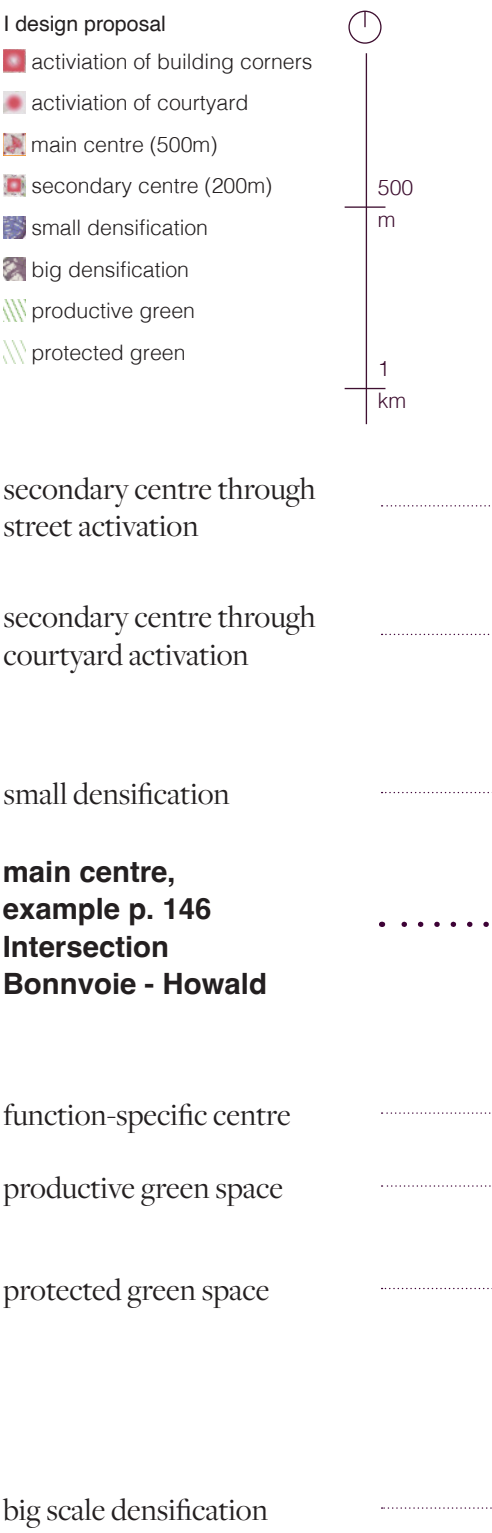 I design proposal
activiation of building corners
activiation of courtyard
main centre (500m)
secondary centre (200m)
small densification
big densification
productive green
protected green
500
m
1
km
secondary centre through
street activation
secondary centre through
courtyard activation
small densification
main centre,
example p. 146
Intersection
Bonnvoie - Howald
function-specific centre
productive green space
protected green space
big scale densification